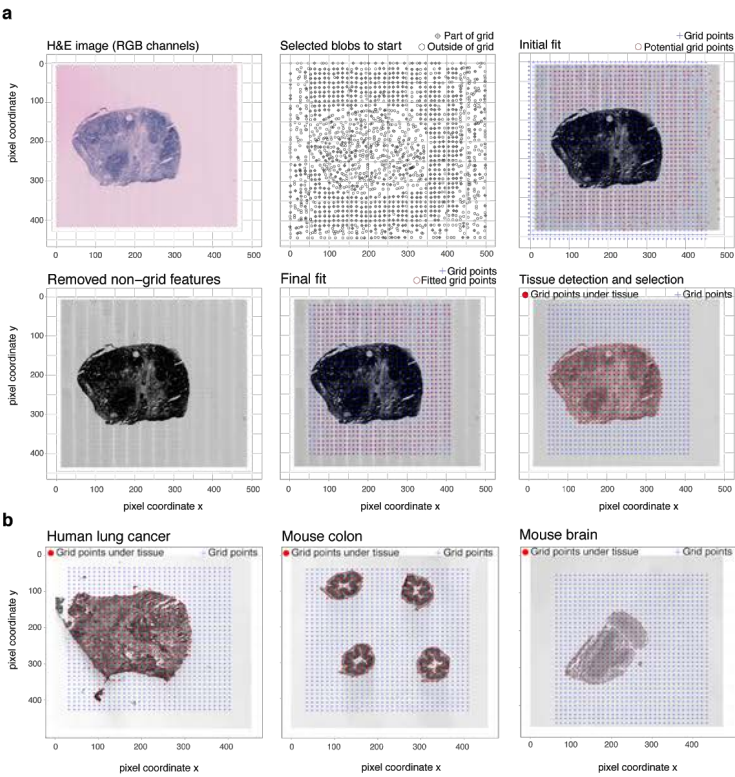 a
H&E image (RGB channels)
Selected blobs to start
Part of grid
Outside of grid
Initial fit
Grid points
Potential grid points
pixel coordinate y
0
100
200
300
400
0 100 200 300 400 500
0 100 200 300 400 500
0 100 200 300 400 500
Removed non−grid features
Final fit
Grid points
Fitted grid points
Tissue detection and selection
Grid points under tissue
Grid points
pixel coordinate y
0
100
200
300
400
0 100 200 300 400 500
0 100 200 300 400 500
0 100 200 300 400 500
pixel coordinate x
pixel coordinate x
pixel coordinate x
b
Human lung cancer
Grid points under tissue
Grid points
Mouse colon
Grid points under tissue
Grid points
Mouse brain
Grid points under tissue
Grid points
pixel coordinate y
0
100
200
300
400
0 100 200 300 400
0 100 200 300 400
0 100 200 300 400
pixel coordinate x
pixel coordinate x
pixel coordinate x